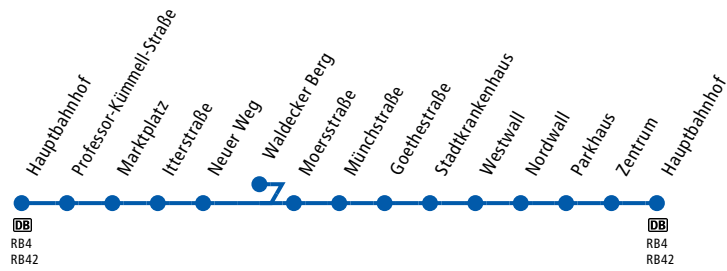 Hauptbahnhof
Professor-Kümmell-Straße
Marktplatz
Itterstraße
Neuer Weg
Waldecker Berg
Moersstraße
Münchstraße
Goethestraße
Stadtkrankenhaus
Westwall
Nordwall
Parkhaus
Zentrum
Hauptbahnhof
DB
RB4
RB42
DB
RB4
RB42